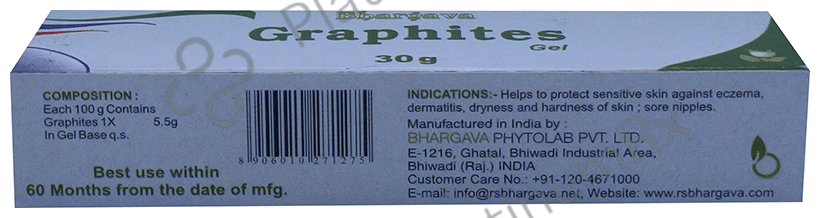 Bhargava
Graphites
Gel
30 g
COMPOSITION :
Each 100 g Contains
Graphites 1X 5.5g
In Gel Base q.s.
8 906010 271275
Best use within
60 Months from the date of mfg.
INDICATIONS:- Helps to protect sensitive skin against eczema,
dermatitis, dryness and hardness of skin ; sore nipples.
Manufactured in India by :
BHARGAVA PHYTOLAB PVT. LTD.
E-1216, Ghatal, Bhiwadi Industrial Area,
Bhiwadi (Raj.) INDIA
Customer Care No.: +91-120-4671000
E-mail: info@rsbhargava.net, Website: www.rsbhargava.com